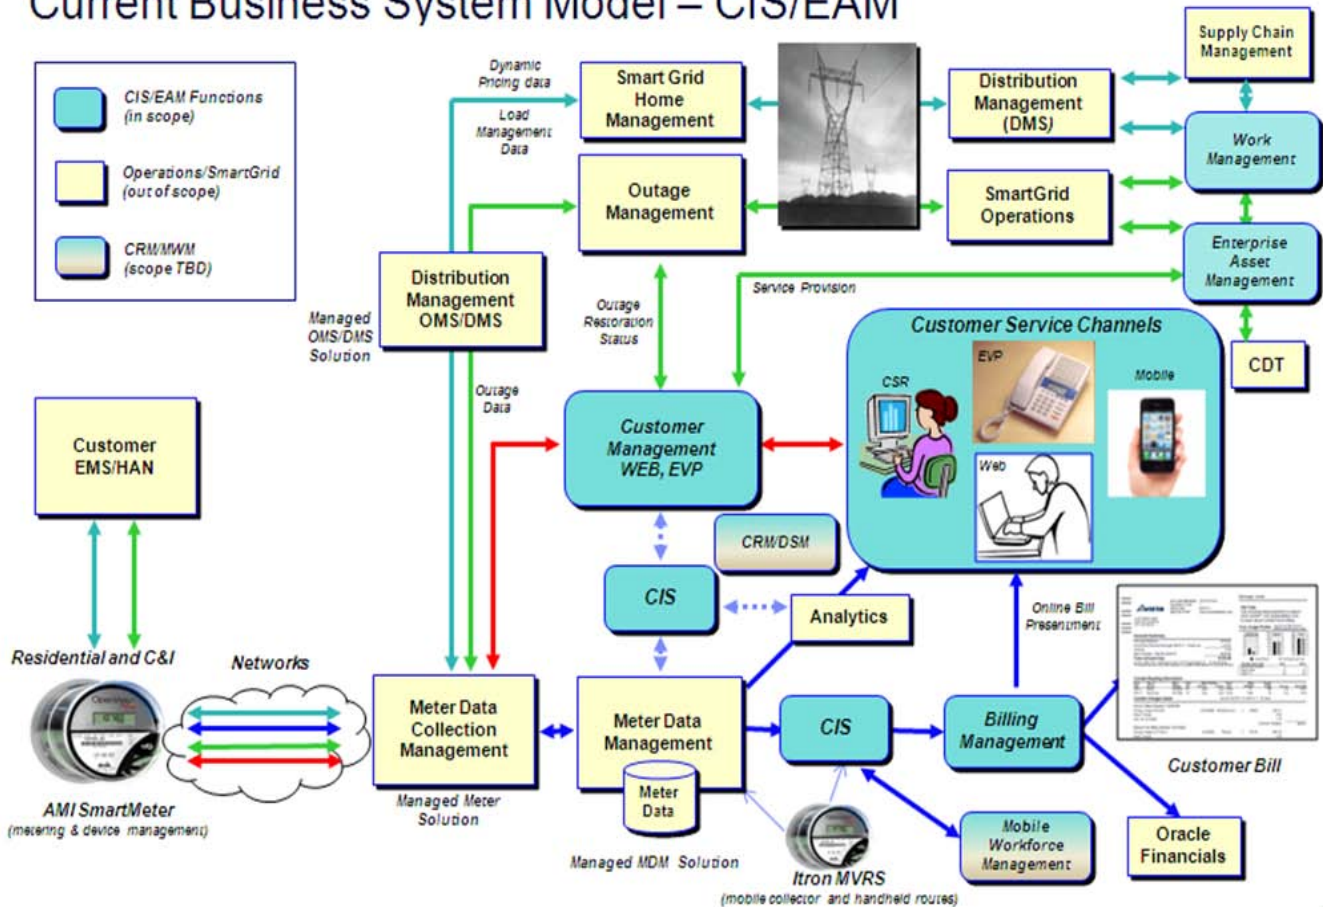 Current Business System Model – CIS/EAM
CIS/EAM Functions
(in scope)
Operations/SmartGrid
(out of scope)
CRM/MWM
(scope TBD)
Dynamic
Pricing data
Load
Management
Data
Smart Grid
Home
Management
Distribution
Management
(DMS)
Supply Chain
Management
Work
Management
Outage
Management
SmartGrid
Operations
Enterprise
Asset
Management
Distribution
Management
OMS/DMS
Managed
OMS/DMS
Solution
Outage
Restoration
Status
Service Provision
CDT
Outage
Data
Customer Service Channels
EVP
CSR
Mobile
Web
Customer
EMS/HAN
Customer
Management
WEB, EVP
CRM/DSM
CIS
Analytics
Online Bill
Presentment
Residential and C&I
Networks
Meter Data
Collection
Management
Managed Meter
Solution
Meter Data
Management
Meter
Data
Managed MDM Solution
CIS
Billing
Management
Customer Bill
AMI SmartMeter
(metering & device management)
Itron MVRS
(mobile collector and handheld routes)
Mobile
Workforce
Management
Oracle
Financials